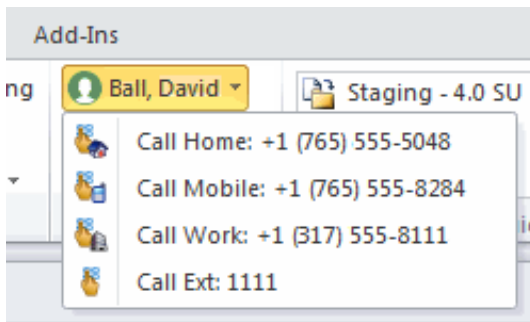 Add-Ins
ng
Ball, David
Staging - 4.0 SU
Call Home: +1 (765) 555-5048
Call Mobile: +1 (765) 555-8284
Call Work: +1 (317) 555-8111
Call Ext: 1111